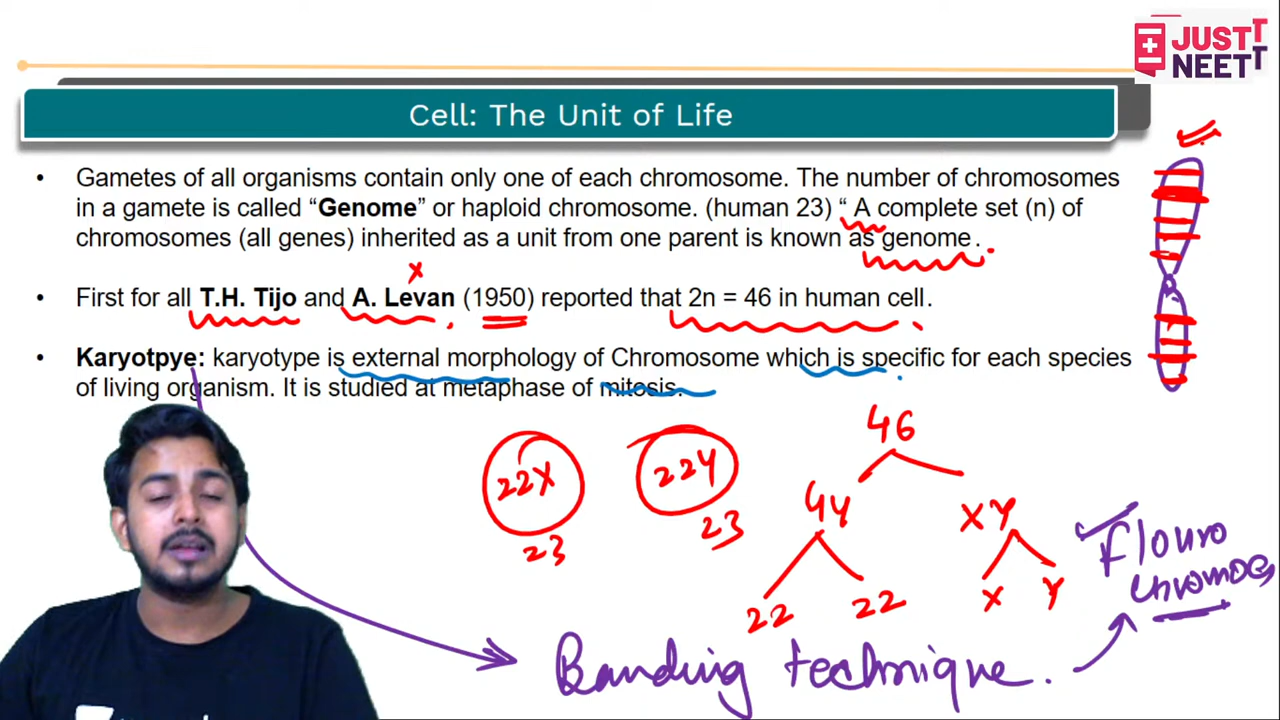 JUST
NEET
Cell: The Unit of Life
• Gametes of all organisms contain only one of each chromosome. The number of chromosomes
in a gamete is called “Genome” or haploid chromosome. (human 23) “ A complete set (n) of
chromosomes (all genes) inherited as a unit from one parent is known as genome .
• First for all T.H. Tijo and A. Levan (1950) reported that 2n = 46 in human cell.
• Karyotpye: karyotype is external morphology of Chromosome which is specific for each species
of living organism. It is studied at metaphase of mitosis.
46
22X
22Y
44
XY
23
23
22
22
X
Y
Flouro
chromoes
Banding technique.